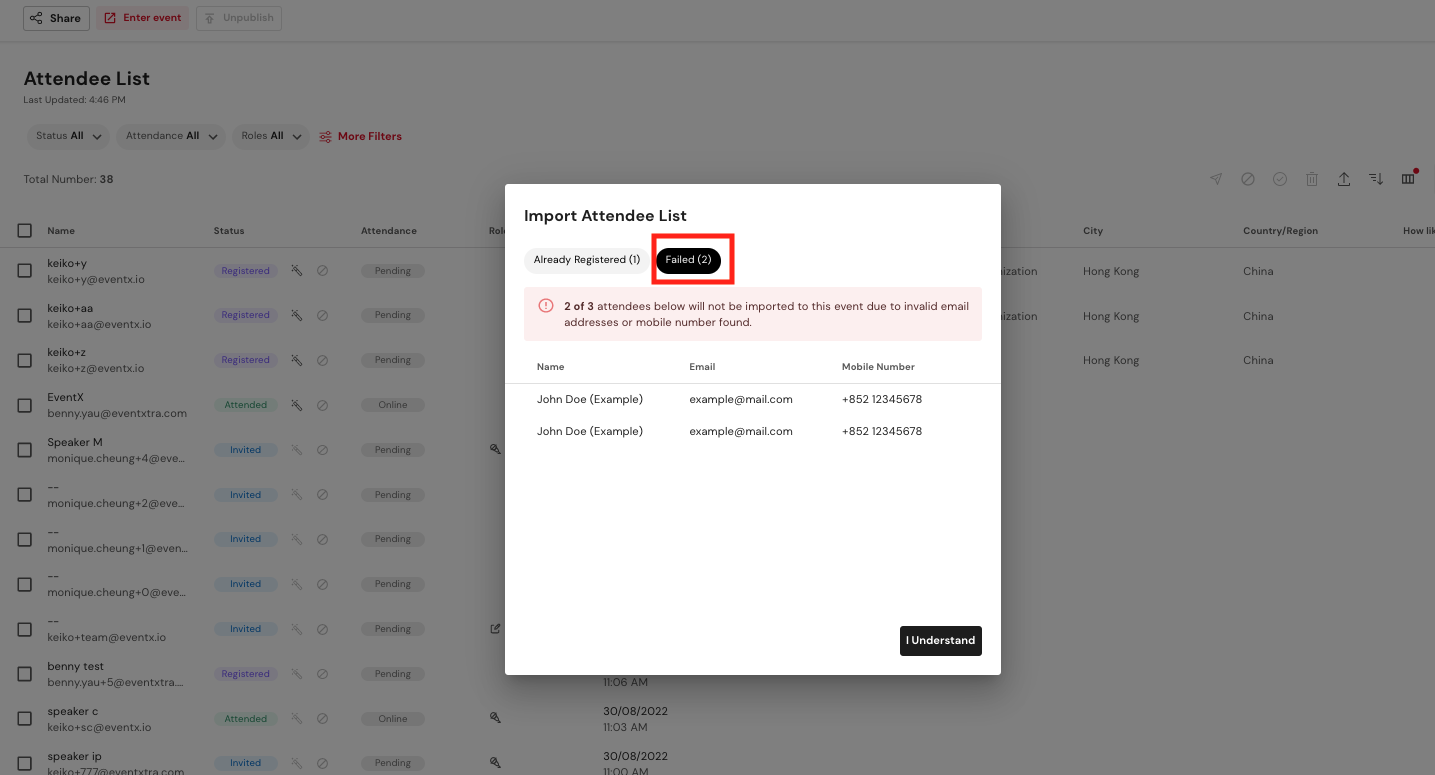 Share Enter event Unpublish
Attendee List
Last Updated: 4:46 PM
Status All Attendance All Roles All More Filters
Total Number: 38
Name Status Attendance City Country/Region
keiko+y
keiko+y@eventx.io
Registered Pending Hong Kong China
keiko+aa
keiko+aa@eventx.io
Registered Pending Hong Kong China
keiko+z
keiko+z@eventx.io
Registered Pending Hong Kong China
EventX
benny.yau@eventxtra.com
Attended Online
Speaker M
monique.cheung+4@eve...
Invited Pending
--
monique.cheung+2@eve...
Invited Pending
--
monique.cheung+1@even...
Invited Pending
--
monique.cheung+0@eve...
Invited Pending
--
keiko+team@eventx.io
Invited Pending
benny test
benny.yau+5@eventxtra....
Registered Pending
11:06 AM
speaker c
keiko+sc@eventx.io
Attended Online
30/08/2022
11:03 AM
speaker ip
keiko+777@eventxtra.com
Invited Pending
30/08/2022
11:00 AM
Import Attendee List
Already Registered (1) Failed (2)
2 of 3 attendees below will not be imported to this event due to invalid email
addresses or mobile number found.
Name Email Mobile Number
John Doe (Example) example@mail.com +852 12345678
John Doe (Example) example@mail.com +852 12345678
I Understand